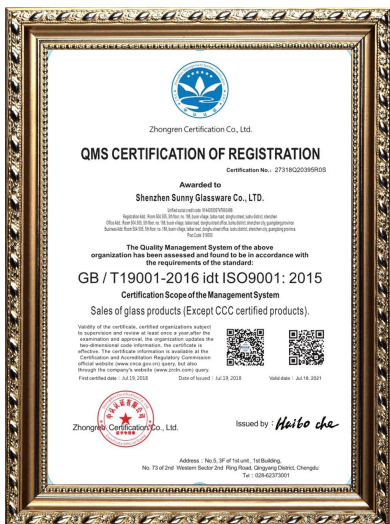 Zhongren Certification Co., Ltd.
QMS CERTIFICATION OF REGISTRATION
Certification No.: 27318Q20395R0S
Awarded to
Shenzhen Sunny Glassware Co., LTD.
The Quality Management System of the above
organization has been assessed and found to be in accordance with
the requirements of the standard:
GB / T19001-2016 idt ISO9001: 2015
Certification Scope of the Management System
Sales of glass products (Except CCC certified products).
Validity of the certificate, certified organizations subject
to supervision and review at least once a year,after the
examination and approval, the organization updates the
two-dimensional code information, the certificate is
effective. The certificate information is available at the
Certification and Accreditation Regulatory Commission
official website (www.cnca.gov.cn) query, but also
through the company's website (www.zrcln.com) query.
First certified date : Jul.19, 2018 Date of Issued : Jul.19, 2018 Valid date : Jul.18, 2021
Zhongren Certification Co., Ltd.
Issued by : Haibo che
Address : No.5, 3F of 1st unit , 1st Building,
No. 73 of 2nd Western Sector 2nd Ring Road, Qingyang District, Chengdu
Tel : 028-62373001